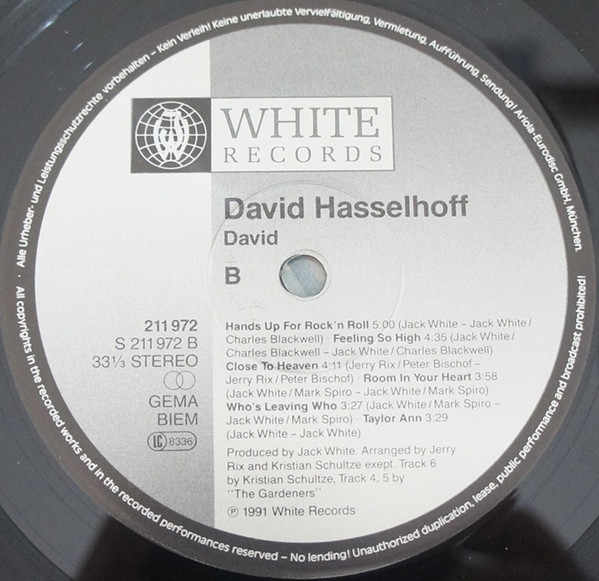 Alle Urheber- und Leistungsschutzrechte vorbehalten – Kein Verleih! Keine unerlaubte Vervielfältigung, Vermietung, Aufführung, Sendung! Ariola-Eurodisc GmbH, München.
WHITE
RECORDS
David Hasselhoff
David
B
211 972
S 211 972 B
33⅓ STEREO
GEMA
BIEM
LC 8336
Hands Up For Rock'n Roll 5:00 (Jack White – Jack White /
Charles Blackwell) · Feeling So High 4:35 (Jack White /
Charles Blackwell – Jack White / Charles Blackwell)
Close To Heaven 4:11 (Jerry Rix / Peter Bischof –
Jerry Rix / Peter Bischof) · Room In Your Heart 3:58
(Jack White / Mark Spiro – Jack White / Mark Spiro)
Who's Leaving Who 3:27 (Jack White / Mark Spiro –
Jack White / Mark Spiro) · Taylor Ann 3:29
(Jack White – Jack White)
Produced by Jack White. Arranged by Jerry
Rix and Kristian Schultze exept. Track 6
by Kristian Schultze, Track 4, 5 by
"The Gardeners"
℗ 1991 White Records
· All copyrights in the recorded works and in the recorded performances reserved – No lending! Unauthorized duplication, lease, public performance and broadcast prohibited!